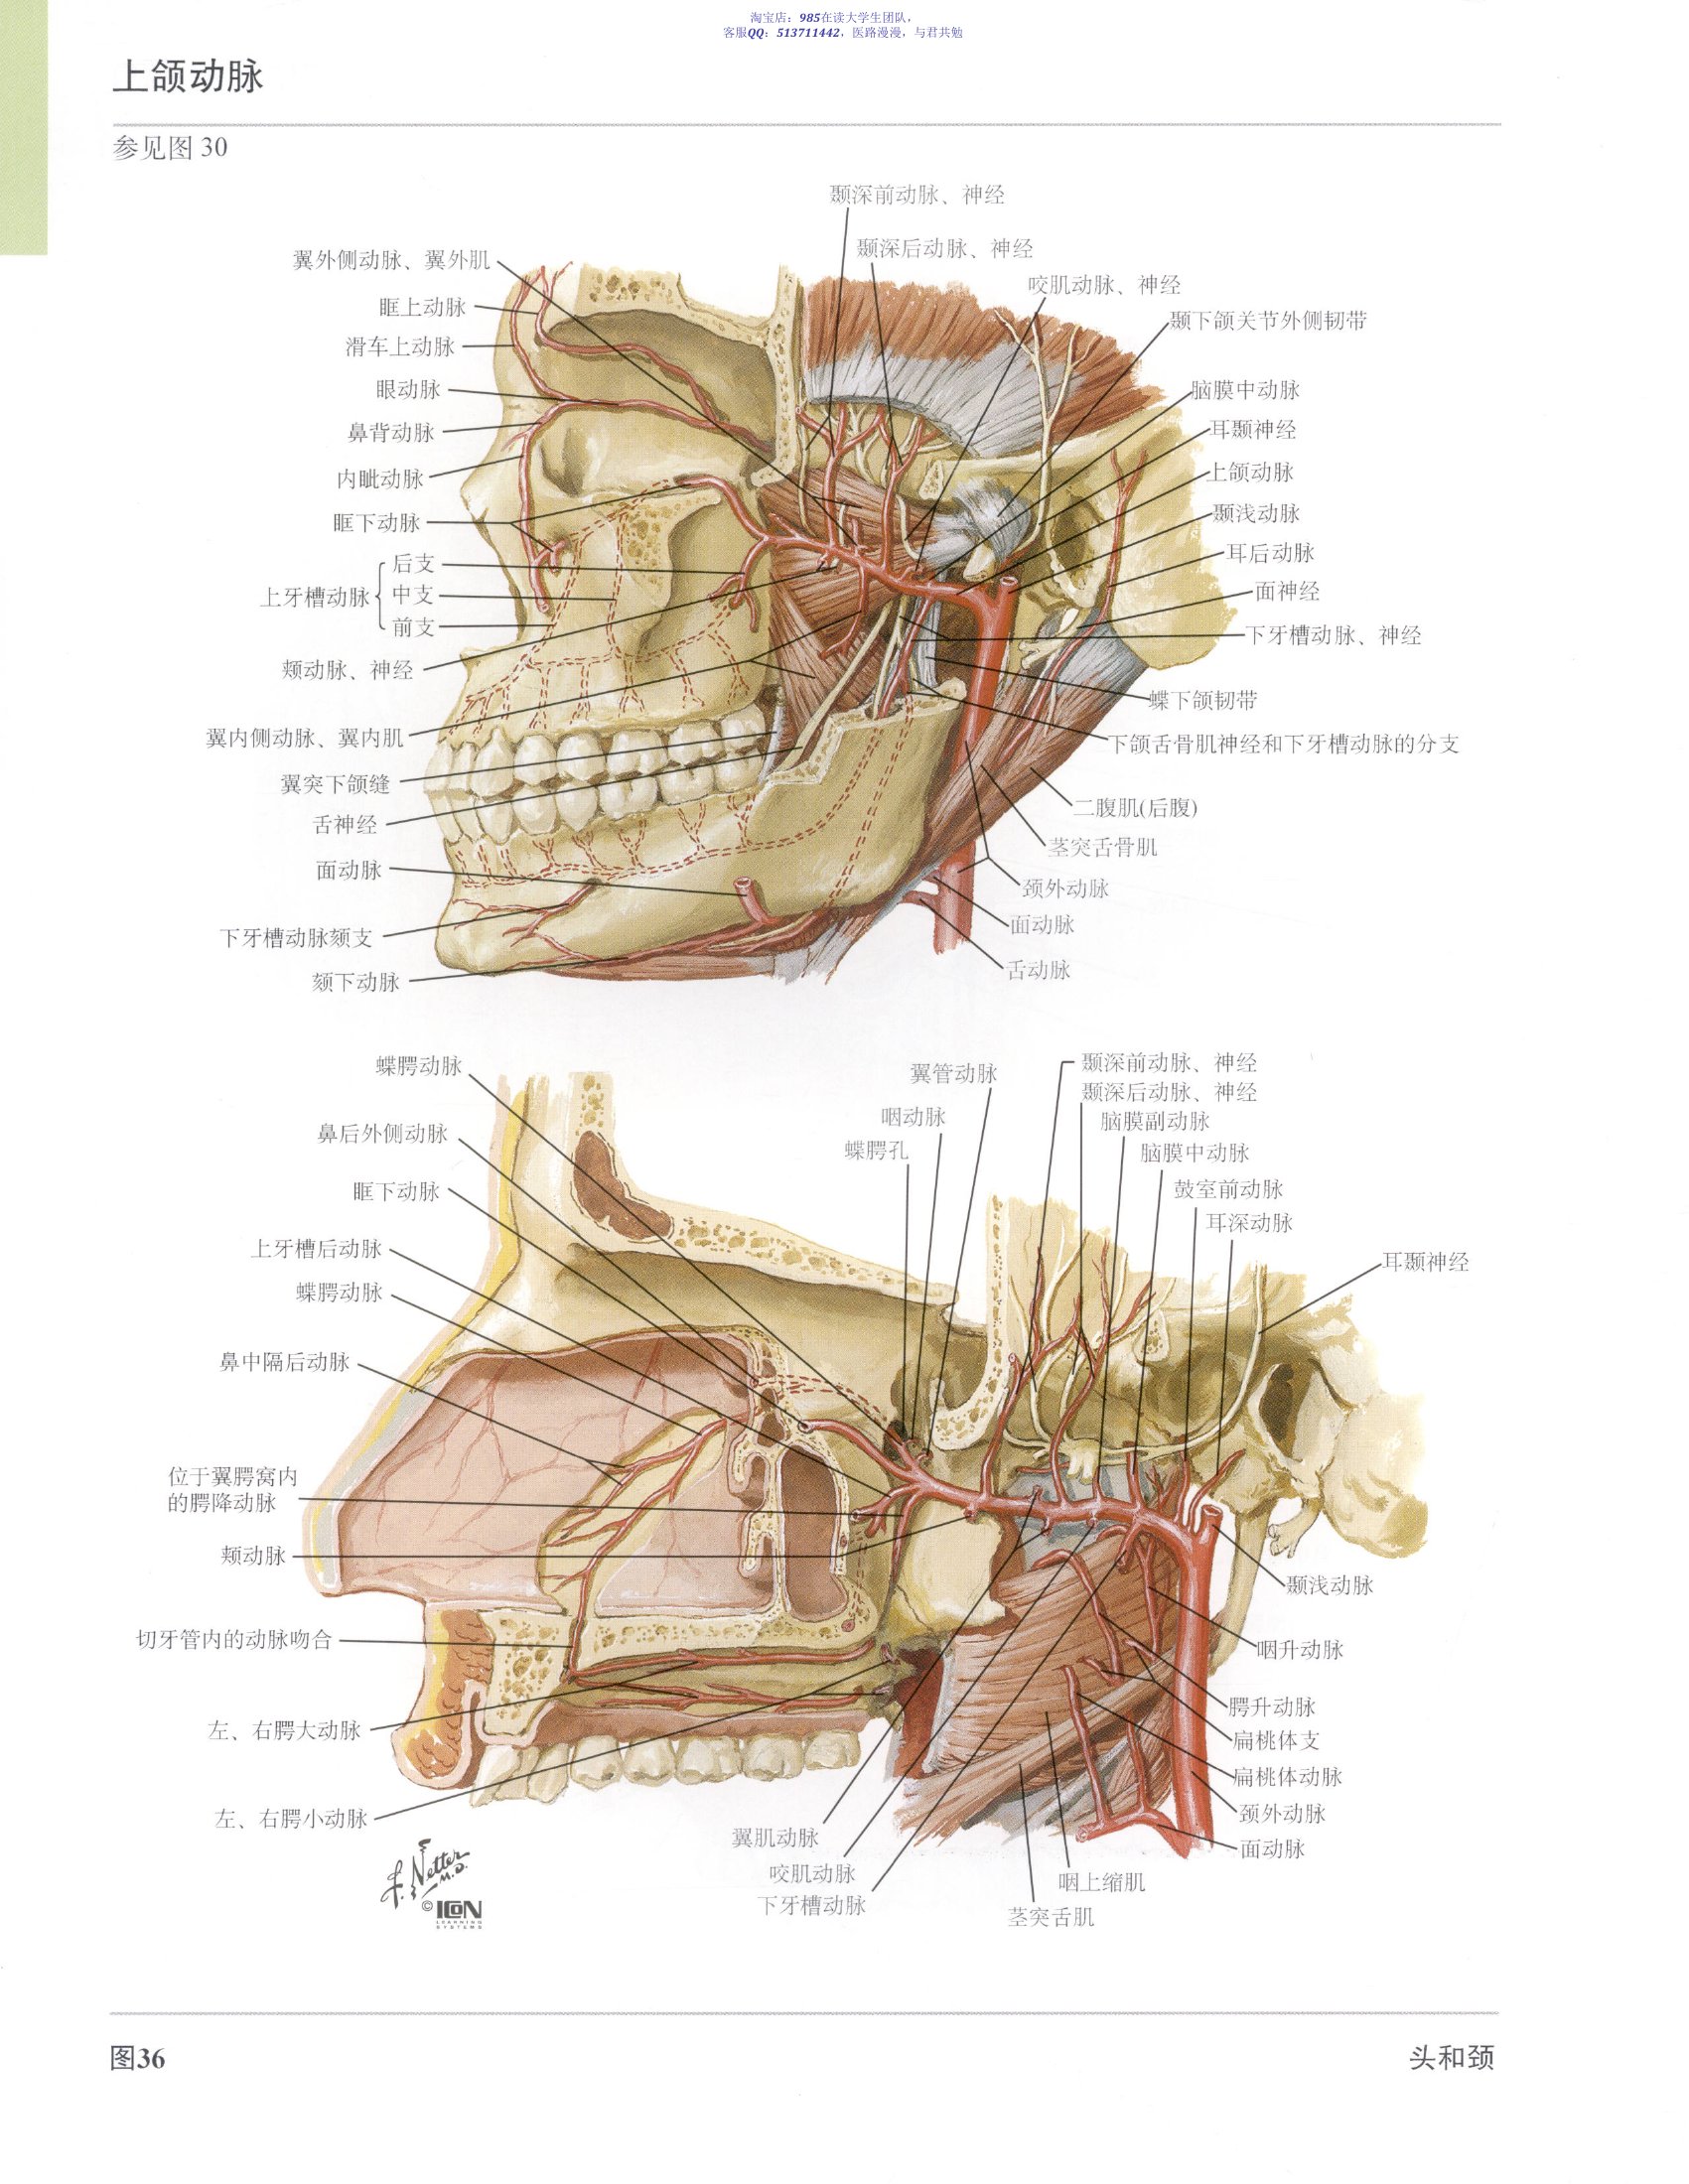 淘宝店：985在读大学生团队，
客服QQ：513711442，医路漫漫，与君共勉
上颌动脉
参见图 30
颞深前动脉、神经
颞深后动脉、神经
咬肌动脉、神经
颞下颌关节外侧韧带
脑膜中动脉
耳颞神经
上颌动脉
颞浅动脉
耳后动脉
面神经
下牙槽动脉、神经
蝶下颌韧带
下颌舌骨肌神经和下牙槽动脉的分支
二腹肌(后腹)
茎突舌骨肌
颈外动脉
面动脉
舌动脉
翼外侧动脉、翼外肌
眶上动脉
滑车上动脉
眼动脉
鼻背动脉
内眦动脉
眶下动脉
上牙槽动脉
后支
中支
前支
颊动脉、神经
翼内侧动脉、翼内肌
翼突下颌缝
舌神经
面动脉
下牙槽动脉颏支
颏下动脉
蝶腭动脉
鼻后外侧动脉
眶下动脉
上牙槽后动脉
蝶腭动脉
鼻中隔后动脉
位于翼腭窝内
的腭降动脉
颊动脉
切牙管内的动脉吻合
左、右腭大动脉
左、右腭小动脉
翼管动脉
咽动脉
蝶腭孔
颞深前动脉、神经
颞深后动脉、神经
脑膜副动脉
脑膜中动脉
鼓室前动脉
耳深动脉
耳颞神经
颞浅动脉
咽升动脉
腭升动脉
扁桃体支
扁桃体动脉
颈外动脉
面动脉
咽上缩肌
茎突舌肌
翼肌动脉
咬肌动脉
下牙槽动脉
F. Netter
M.D.
© ICON
LEARNING
SYSTEMS
图36
头和颈